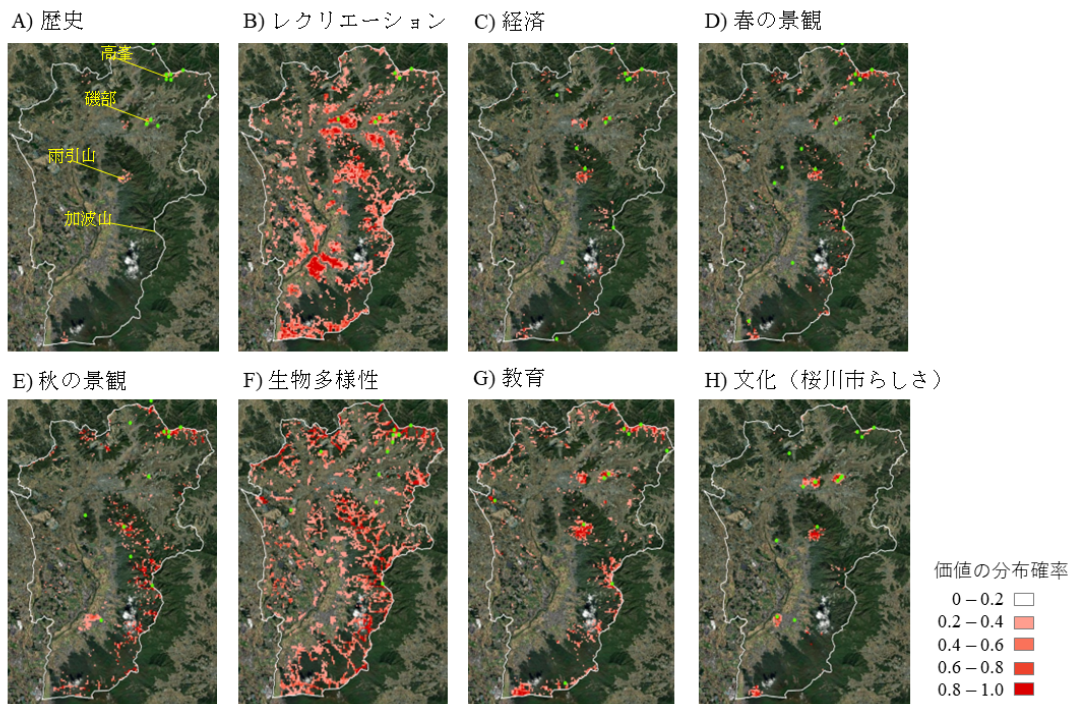 A) 歴史
B) レクリエーション
C) 経済
D) 春の景観
高峯
磯部
雨引山
加波山
E) 秋の景観
F) 生物多様性
G) 教育
H) 文化（桜川市らしさ）
価値の分布確率
0 – 0.2
0.2 – 0.4
0.4 – 0.6
0.6 – 0.8
0.8 – 1.0